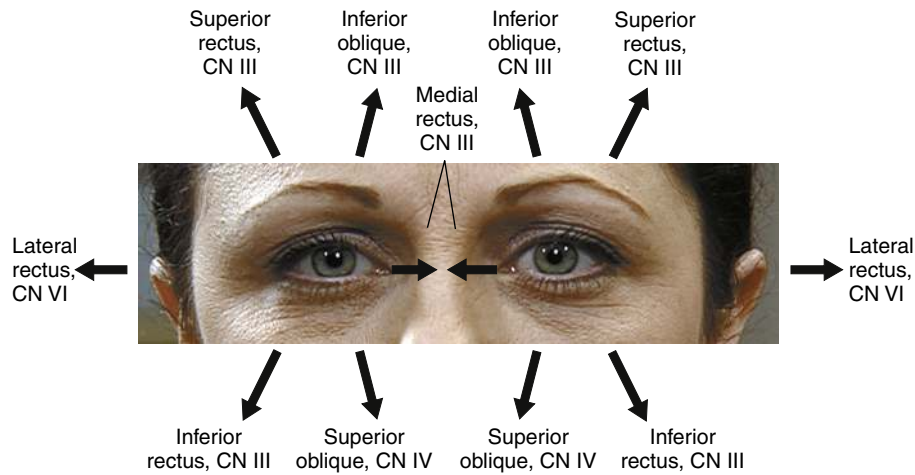 Superior
rectus,
CN III
Inferior
oblique,
CN III
Inferior
oblique,
CN III
Superior
rectus,
CN III
Medial
rectus,
CN III
Lateral
rectus,
CN VI
Lateral
rectus,
CN VI
Inferior
rectus, CN III
Superior
oblique, CN IV
Superior
oblique, CN IV
Inferior
rectus, CN III